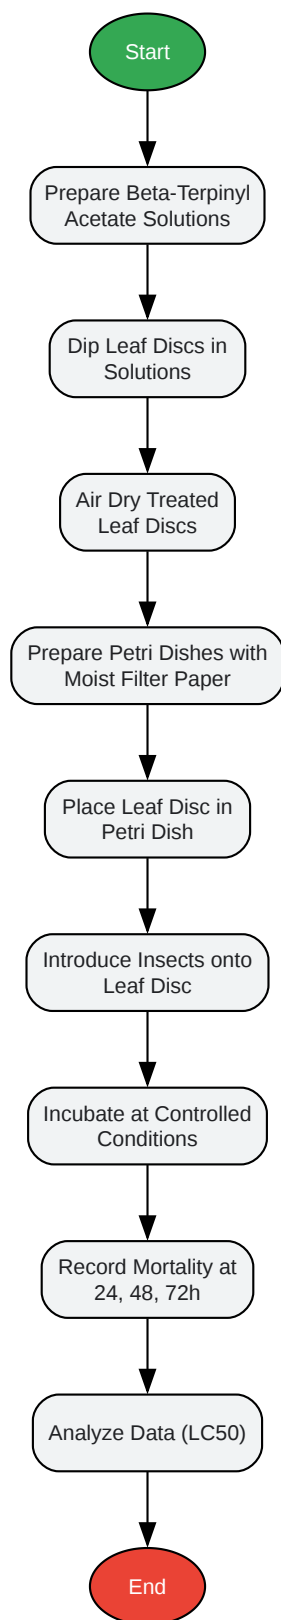 Start
Prepare Beta-Terpinyl
Acetate Solutions
Dip Leaf Discs in
Solutions
Air Dry Treated
Leaf Discs
Prepare Petri Dishes with
Moist Filter Paper
Place Leaf Disc in
Petri Dish
Introduce Insects onto
Leaf Disc
Incubate at Controlled
Conditions
Record Mortality at
24, 48, 72h
Analyze Data (LC50)
End